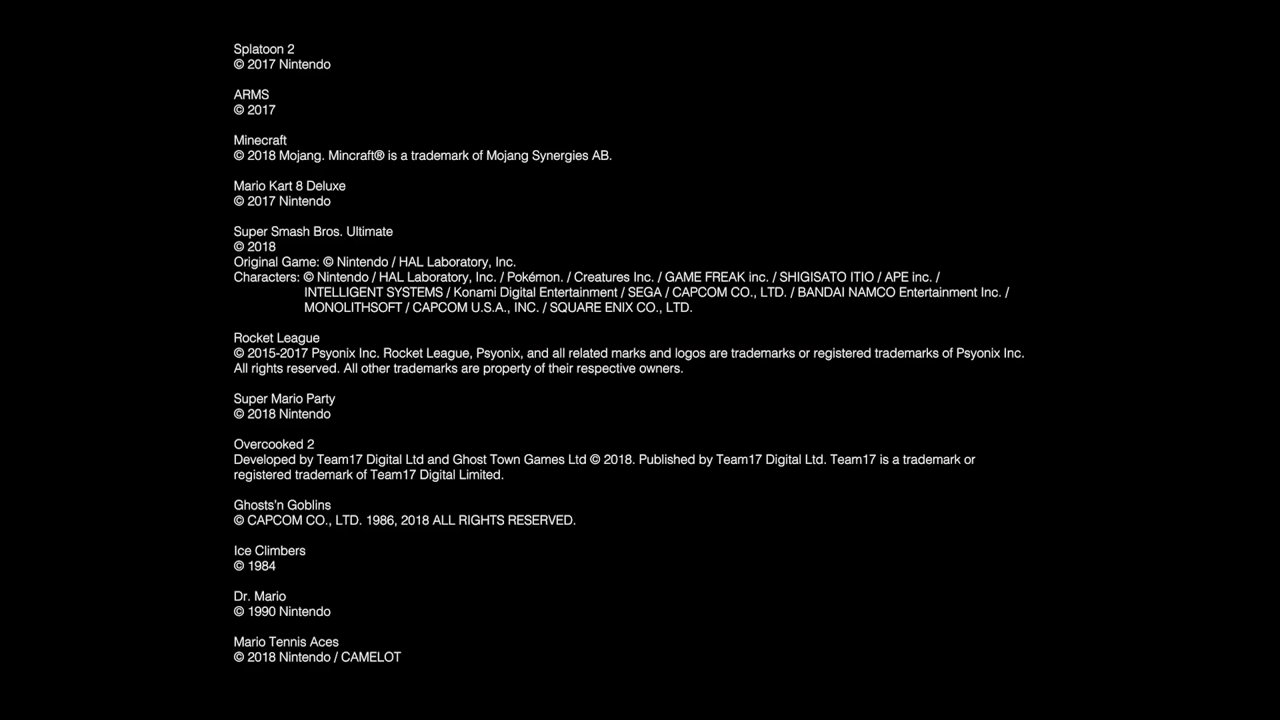 Splatoon 2
© 2017 Nintendo
ARMS
© 2017
Minecraft
© 2018 Mojang. Mincraft® is a trademark of Mojang Synergies AB.
Mario Kart 8 Deluxe
© 2017 Nintendo
Super Smash Bros. Ultimate
© 2018
Original Game: © Nintendo / HAL Laboratory, Inc.
Characters: © Nintendo / HAL Laboratory, Inc. / Pokémon. / Creatures Inc. / GAME FREAK inc. / SHIGISATO ITIO / APE inc. /
INTELLIGENT SYSTEMS / Konami Digital Entertainment / SEGA / CAPCOM CO., LTD. / BANDAI NAMCO Entertainment Inc. /
MONOLITHSOFT / CAPCOM U.S.A., INC. / SQUARE ENIX CO., LTD.
Rocket League
© 2015-2017 Psyonix Inc. Rocket League, Psyonix, and all related marks and logos are trademarks or registered trademarks of Psyonix Inc.
All rights reserved. All other trademarks are property of their respective owners.
Super Mario Party
© 2018 Nintendo
Overcooked 2
Developed by Team17 Digital Ltd and Ghost Town Games Ltd © 2018. Published by Team17 Digital Ltd. Team17 is a trademark or
registered trademark of Team17 Digital Limited.
Ghosts'n Goblins
© CAPCOM CO., LTD. 1986, 2018 ALL RIGHTS RESERVED.
Ice Climbers
© 1984
Dr. Mario
© 1990 Nintendo
Mario Tennis Aces
© 2018 Nintendo / CAMELOT